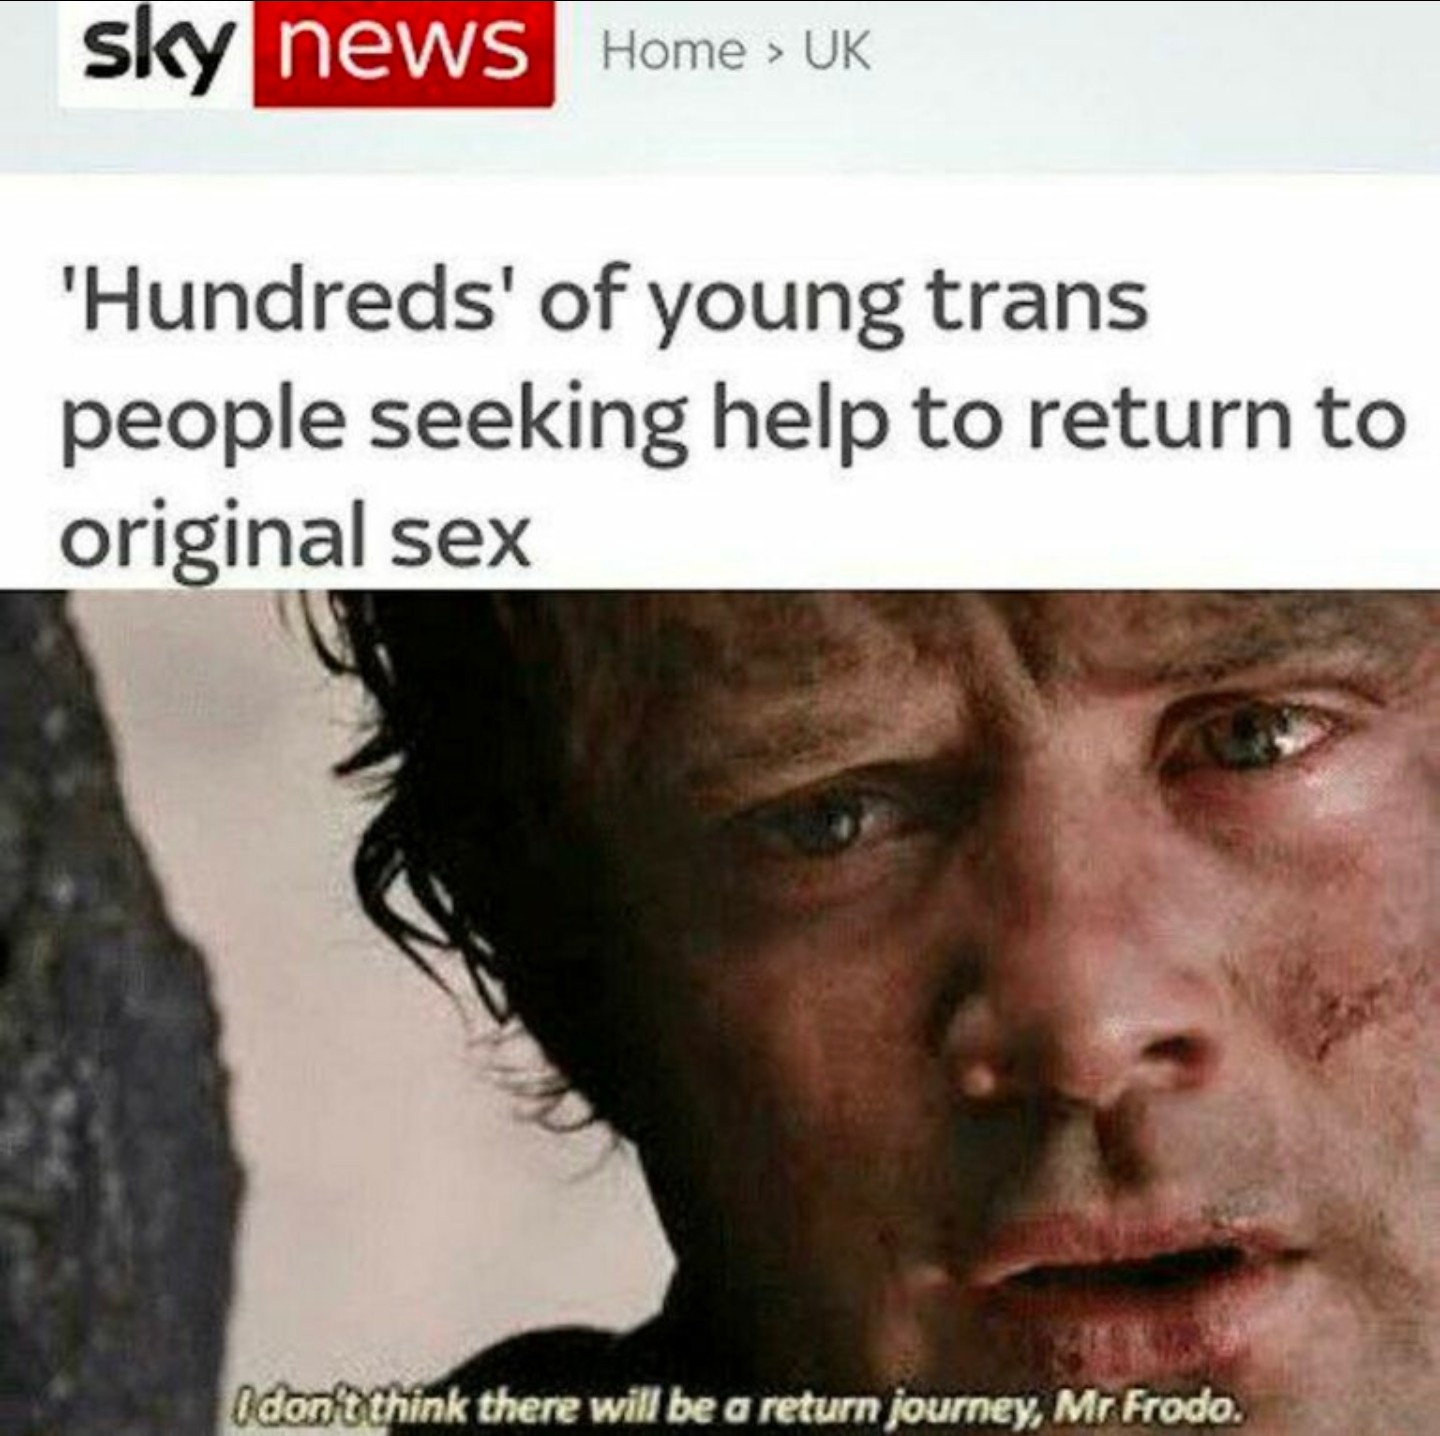 sky news Home > UK
'Hundreds' of young trans
people seeking help to return to
original sex
I don't think there will be a return journey, Mr Frodo.